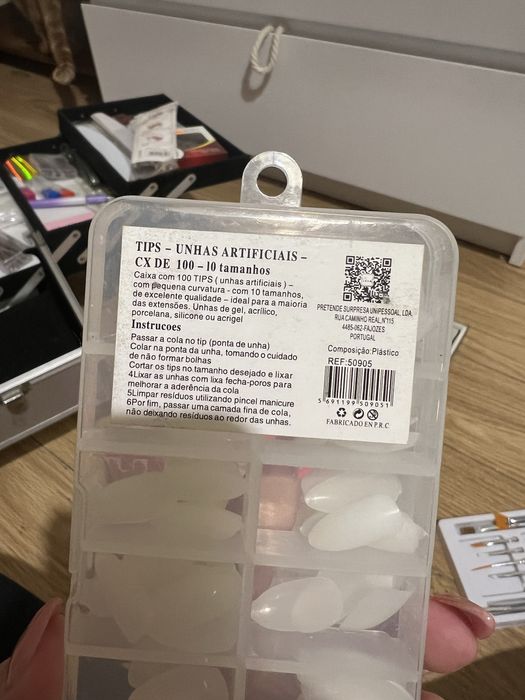 TIPS – UNHAS ARTIFICIAIS –
CX DE 100 – 10 tamanhos
Caixa com 100 TIPS ( unhas artificiais ) –
com pequena curvatura - com 10 tamanhos,
de excelente qualidade – ideal para a maioria
das extensões. Unhas de gel, acrílico,
porcelana, silicone ou acrigel
Instrucoes
Passar a cola no tip (ponta de unha)
Colar na ponta da unha, tomando o cuidado
de não formar bolhas
Cortar os tips no tamanho desejado e lixar
4Lixar as unhas com lixa fecha-poros para
melhorar a aderência da cola
5Limpar resíduos utilizando pincel manicure
6Por fim, passar uma camada fina de cola,
não deixando resíduos ao redor das unhas.
PRETENDE SURPRESA UNIPESSOAL, LDA
RUA CAMINHO REAL,Nº115
4485-062-FAJOZES
PORTUGAL
Composição:Plástico
REF:50905
5 691199 509051
FABRICADO EN P.R.C